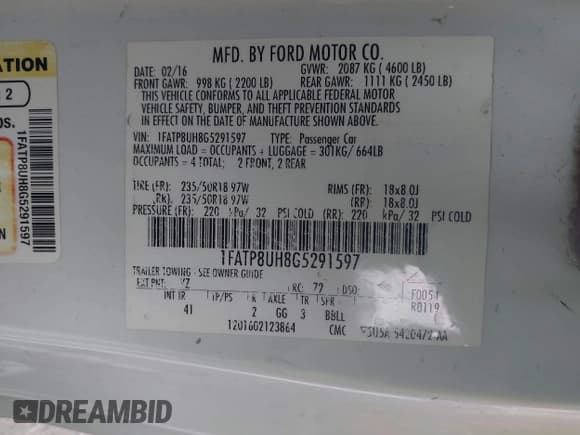 ATION
2
os.
1FATP8UH8G5291597
ON
MFD. BY FORD MOTOR CO.
DATE: 02/16 GVWR: 2087 KG ( 4600 LB)
FRONT GAWR: 998 KG ( 2200 LB) REAR GAWR: 1111 KG ( 2450 LB)
THIS VEHICLE CONFORMS TO ALL APPLICABLE FEDERAL MOTOR
VEHICLE SAFETY, BUMPER, AND THEFT PREVENTION STANDARDS
IN EFFECT ON THE DATE OF MANUFACTURE SHOWN ABOVE.
VIN: 1FATP8UH8G5291597 TYPE: Passenger Car
MAXIMUM LOAD = OCCUPANTS + LUGGAGE = 301KG/ 664LB
OCCUPANTS = 4 TOTAL; 2 FRONT, 2 REAR
TIRE (FR): 235/50R18 97W RIMS (FR): 18x8.0J
(RR): 235/50R18 97W (RR): 18x8.0J
PRESSURE (FR): 220 kPa/ 32 PSI COLD (RR): 220 kPa/ 32 PSI COLD
1FATP8UH8G5291597
TRAILER TOWING - SEE OWNER GUIDE
EXT PNT: YZ RC: 72 DSO:
F0051
R0119
INT TR TP/PS R AXLE TR SPR
41 2 GG 3 BBLL
1201602123864 CMC
DREAMBID